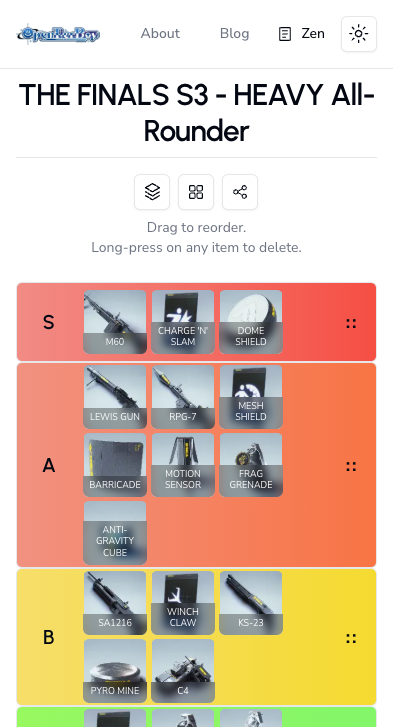 OpenTierBoy
About
Blog
Zen
THE FINALS S3 - HEAVY All-
Rounder
Drag to reorder.
Long-press on any item to delete.
S
M60
CHARGE 'N'
SLAM
DOME
SHIELD
A
LEWIS GUN
RPG-7
MESH
SHIELD
BARRICADE
MOTION
SENSOR
FRAG
GRENADE
ANTI-
GRAVITY
CUBE
B
SA1216
WINCH
CLAW
KS-23
PYRO MINE
C4